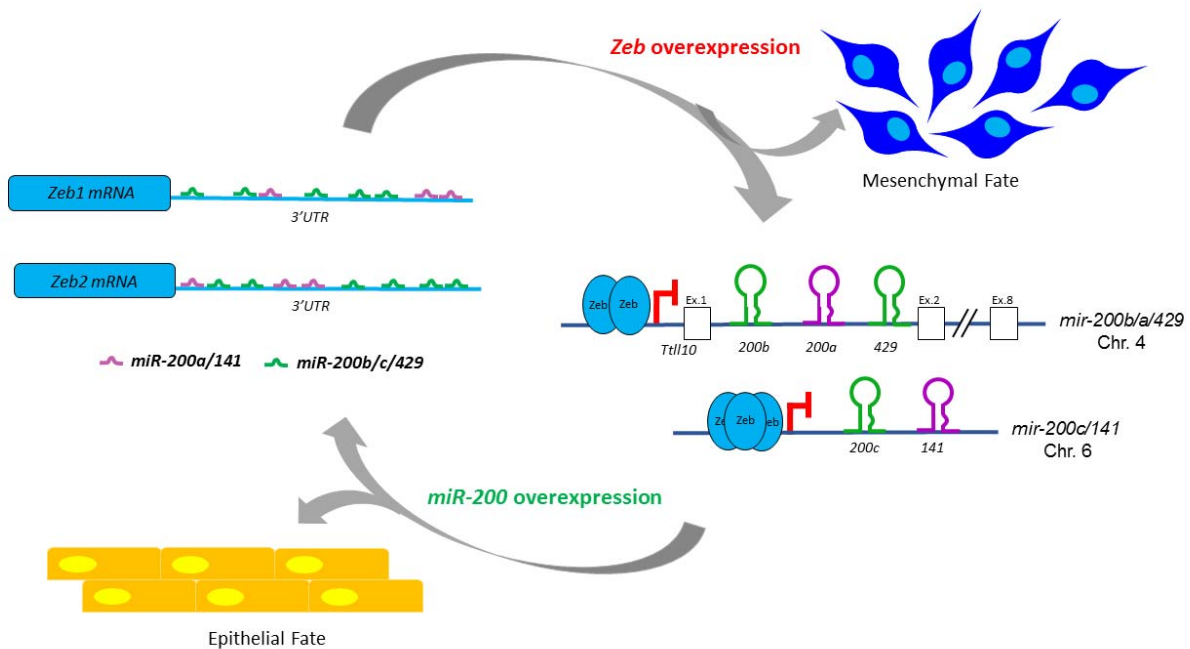 Zeb overexpression
Mesenchymal Fate
Zeb1 mRNA
3'UTR
Zeb2 mRNA
3'UTR
miR-200a/141 miR-200b/c/429
Zeb Zeb
Ex.1 Ex.2 Ex.8
Ttll10 200b 200a 429
mir-200b/a/429
Chr. 4
Ze Zeb eb
200c 141
mir-200c/141
Chr. 6
miR-200 overexpression
Epithelial Fate